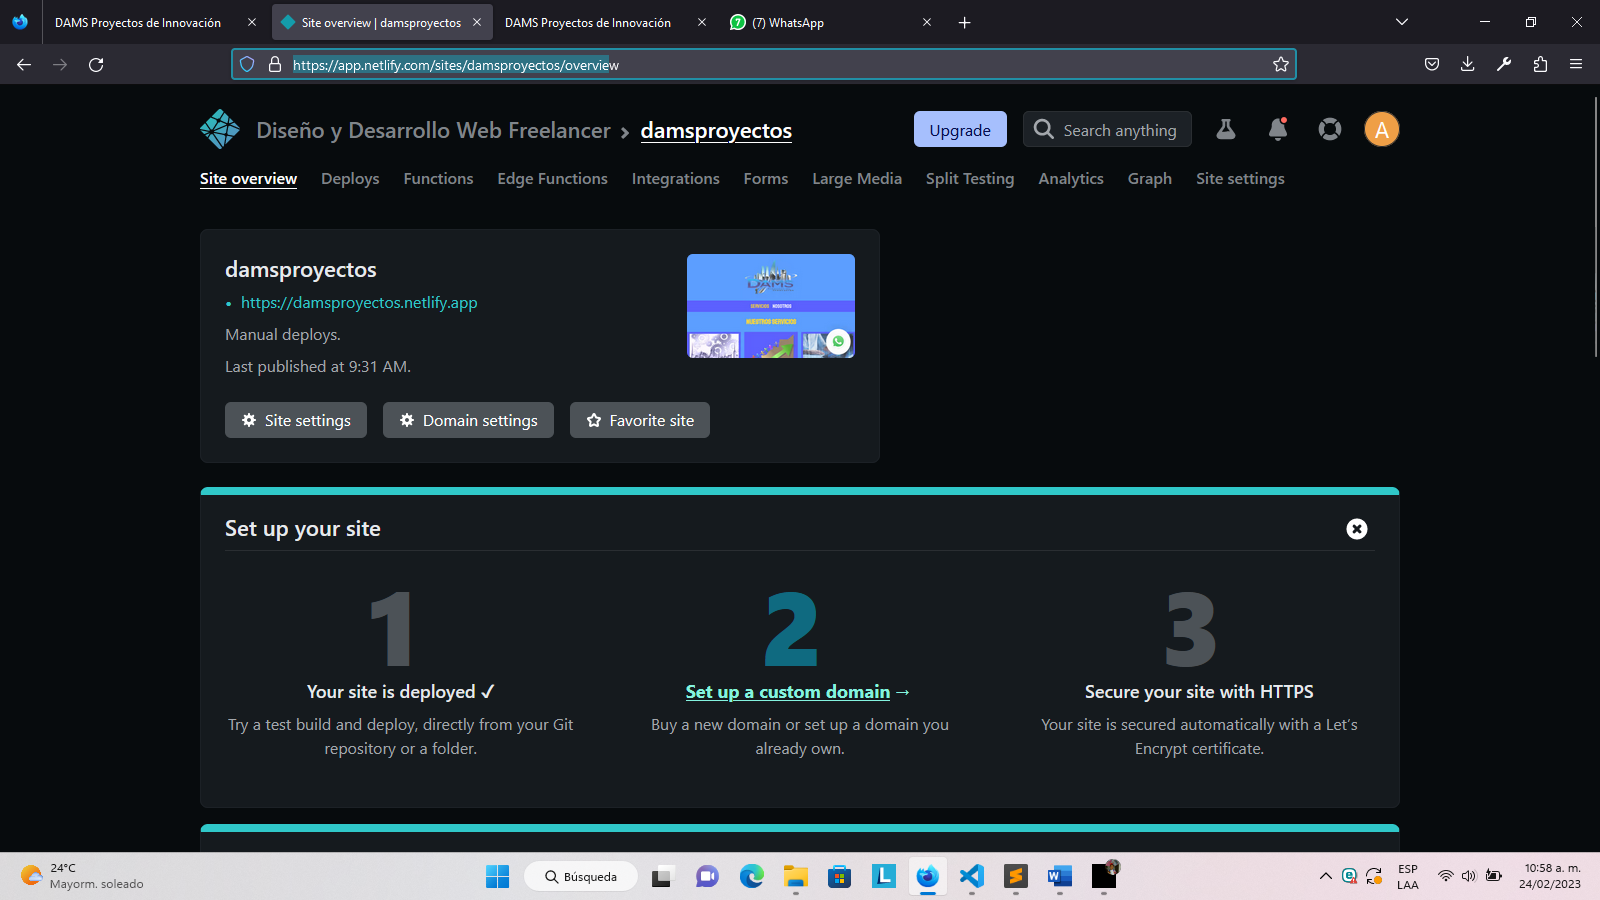 DAMS Proyectos de Innovación
Site overview | damsproyectos
DAMS Proyectos de Innovación
7
(7) WhatsApp
https://app.netlify.com/sites/damsproyectos/overview
Diseño y Desarrollo Web Freelancer
damsproyectos
Upgrade
Search anything
A
Site overview
Deploys
Functions
Edge Functions
Integrations
Forms
Large Media
Split Testing
Analytics
Graph
Site settings
damsproyectos
https://damsproyectos.netlify.app
Manual deploys.
Last published at 9:31 AM.
DAMS
SERVICIOS NOSOTROS
NUESTROS SERVICIOS
Site settings
Domain settings
Favorite site
Set up your site
1
Your site is deployed ✓
Try a test build and deploy, directly from your Git
repository or a folder.
2
Set up a custom domain →
Buy a new domain or set up a domain you
already own.
3
Secure your site with HTTPS
Your site is secured automatically with a Let’s
Encrypt certificate.
24°C
Mayorm. soleado
Búsqueda
L
S
W
ESP
LAA
10:58 a. m.
24/02/2023